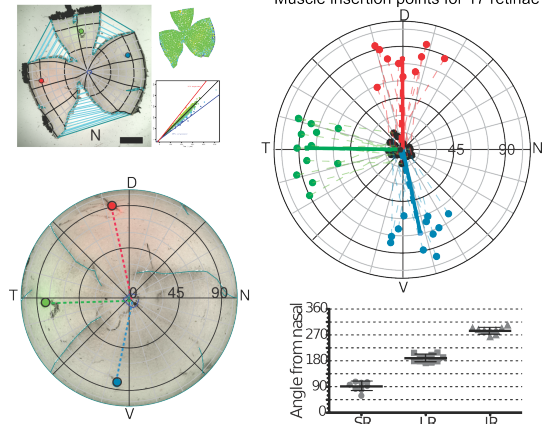 Muscle insertion points for 17 retinae
D
N
T
45
90
N
V
D
T
0
45
90
N
V
Angle from nasal
360
270
180
90
0
SR
LR
IR